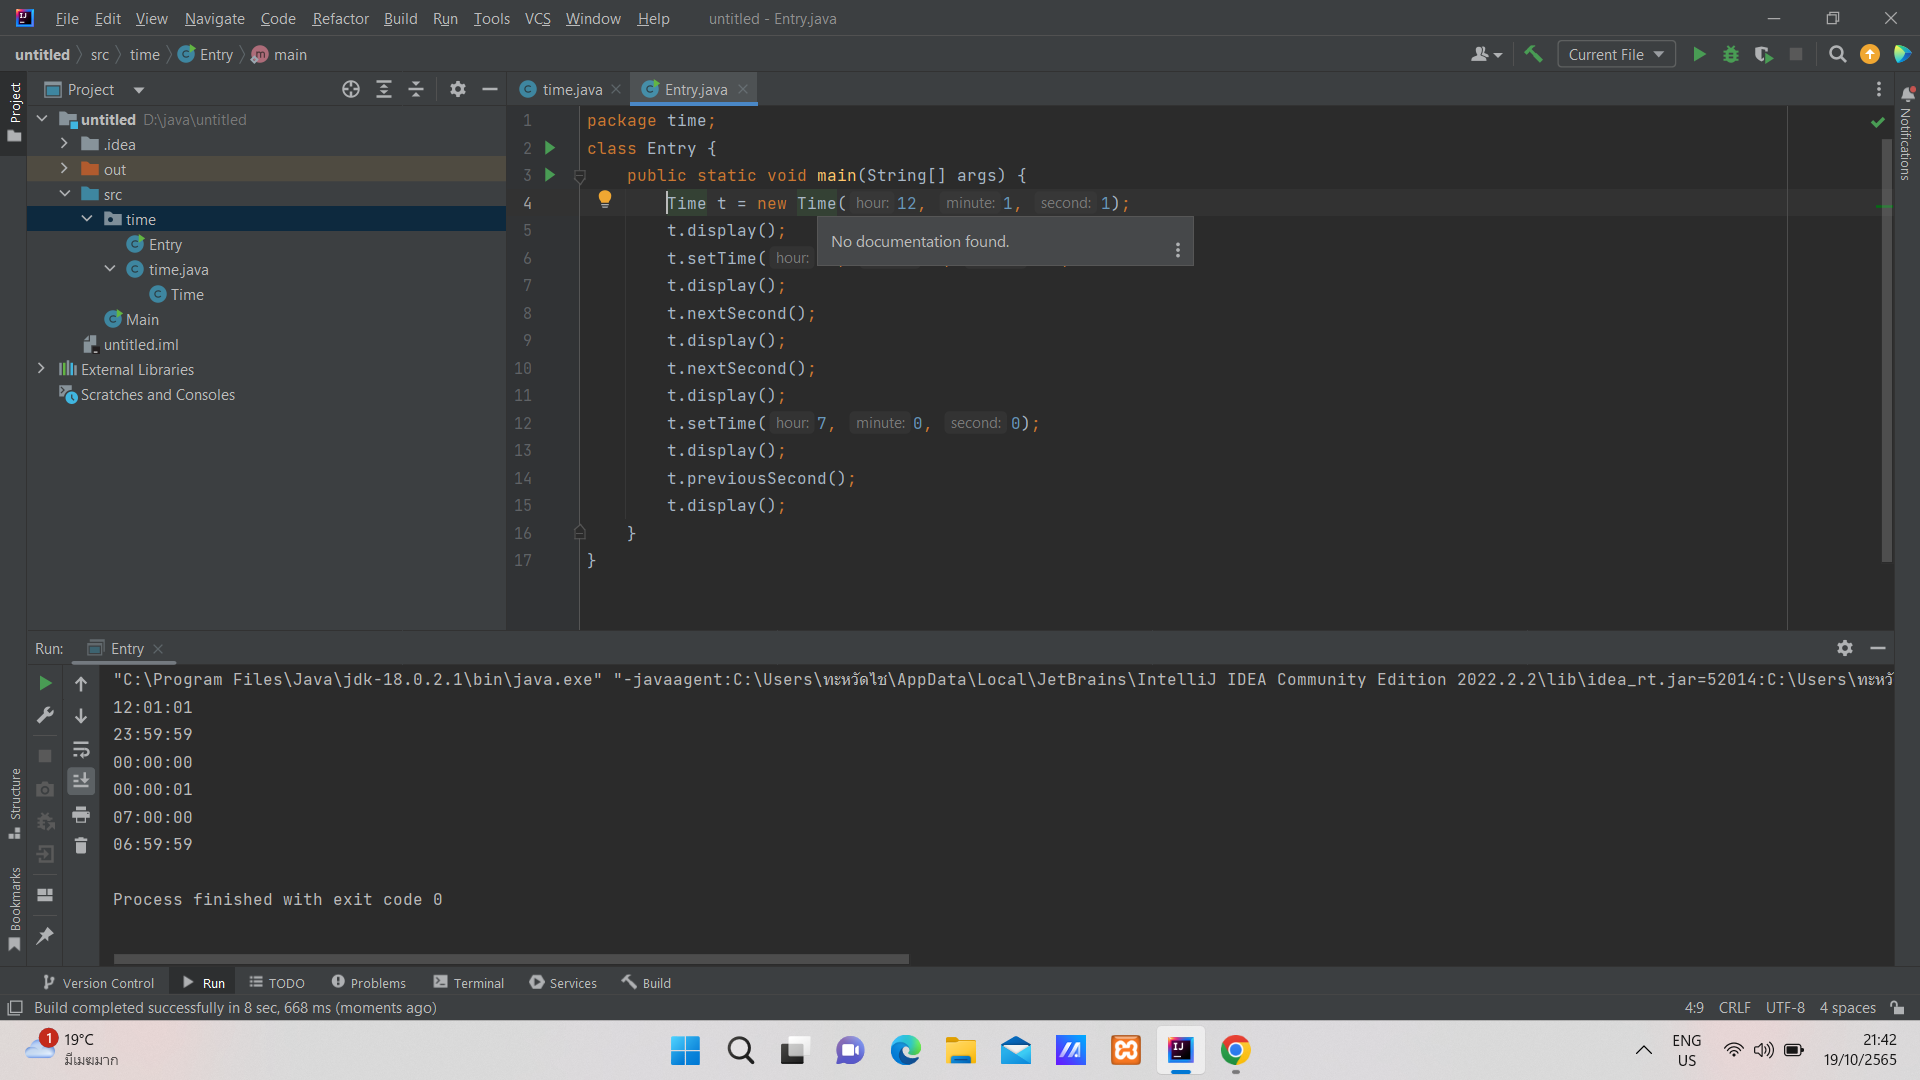 File Edit View Navigate Code Refactor Build Run Tools VCS Window Help untitled - Entry.java
untitled src time Entry main Current File
Project
Project
untitled D:\java\untitled
.idea
out
src
time
Entry
time.java
Time
Main
untitled.iml
External Libraries
Scratches and Consoles
time.java Entry.java
1 package time;
2 class Entry {
3 public static void main(String[] args) {
4 Time t = new Time( hour: 12, minute: 1, second: 1);
5 t.display();
No documentation found.
6 t.setTime( hour:
7 t.display();
8 t.nextSecond();
9 t.display();
10 t.nextSecond();
11 t.display();
12 t.setTime( hour: 7, minute: 0, second: 0);
13 t.display();
14 t.previousSecond();
15 t.display();
16 }
17 }
Notifications
Run: Entry
"C:\Program Files\Java\jdk-18.0.2.1\bin\java.exe" "-javaagent:C:\Users\ทะหวัดไช่\AppData\Local\JetBrains\IntelliJ IDEA Community Edition 2022.2.2\lib\idea_rt.jar=52014:C:\Users\ทะหวั
12:01:01
23:59:59
00:00:00
00:00:01
07:00:00
06:59:59
Process finished with exit code 0
Structure
Bookmarks
Version Control Run TODO Problems Terminal Services Build
Build completed successfully in 8 sec, 668 ms (moments ago) 4:9 CRLF UTF-8 4 spaces
1 19°C
มีเมฆมาก
ENG
US
21:42
19/10/2565